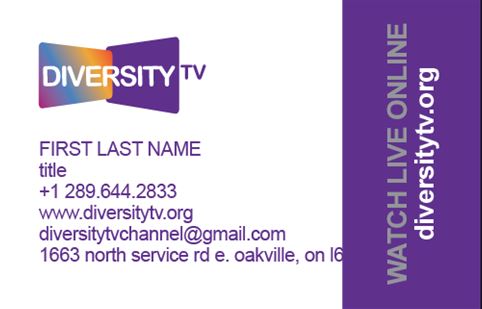 DIVERSITY TV
FIRST LAST NAME
title
+1 289.644.2833
www.diversitytv.org
diversitytvchannel@gmail.com
1663 north service rd e. oakville, on l6
WATCH LIVE ONLINE
diversitytv.org